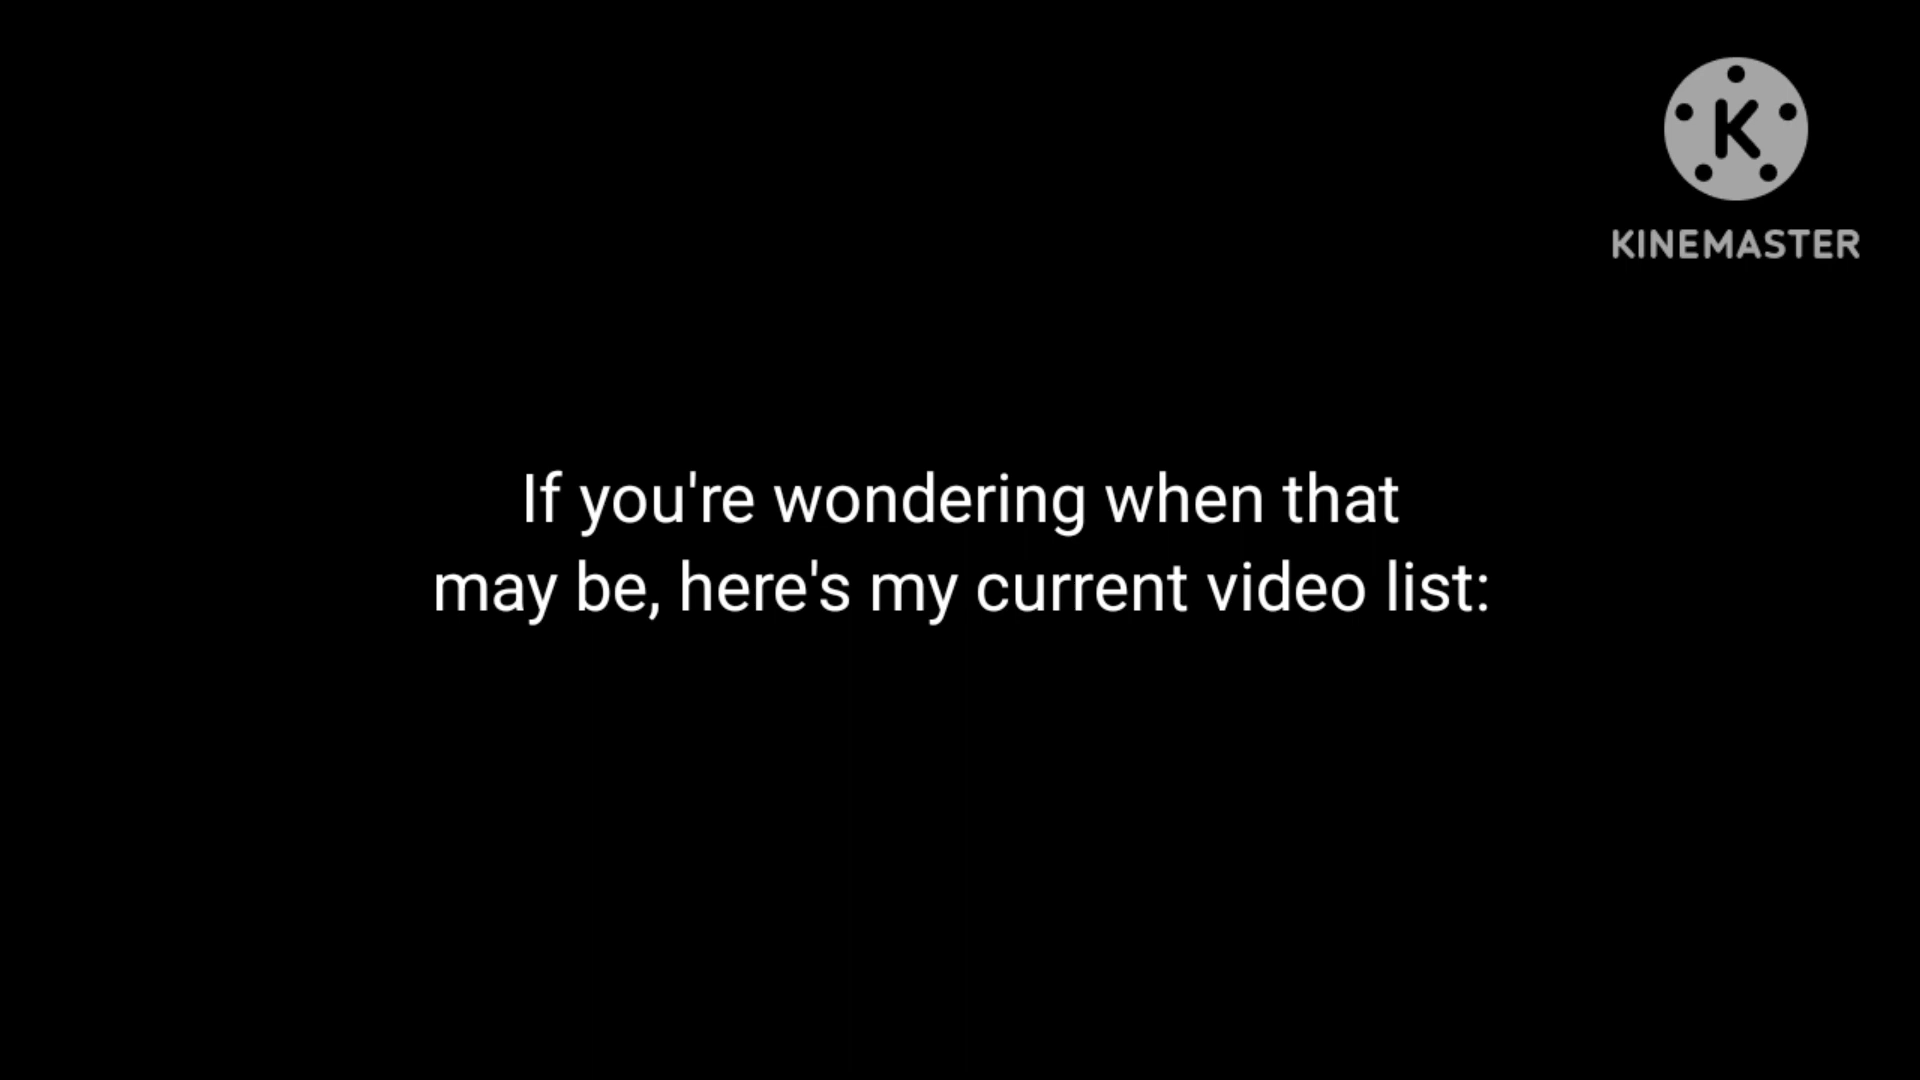 K
KINEMASTER
If you're wondering when that
may be, here's my current video list: